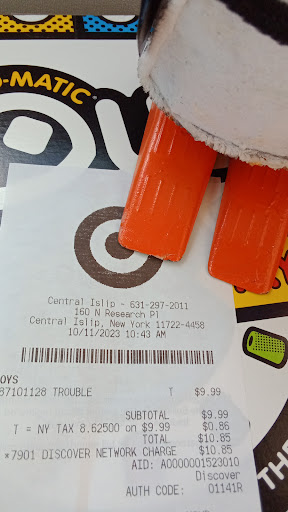 O-MATIC
Central Islip - 631-297-2011
160 N Research Pl
Central Islip, New York 11722-4458
10/11/2023 10:43 AM
OYS
87101128 TROUBLE T $9.99
SUBTOTAL $9.99
T = NY TAX 8.62500 on $9.99 $0.86
TOTAL $10.85
*7901 DISCOVER NETWORK CHARGE $10.85
AID: A0000001523010
Discover
AUTH CODE: 01141R
THE